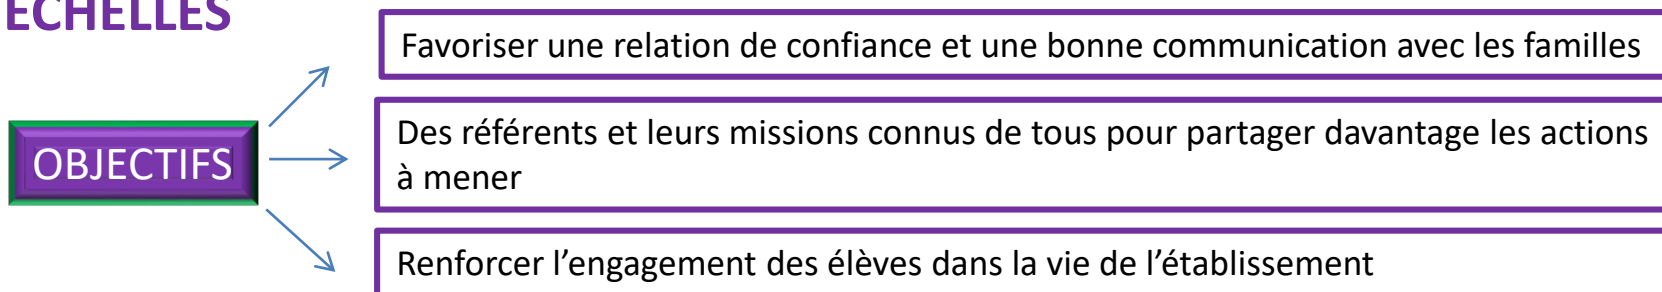 ECHELLES
Favoriser une relation de confiance et une bonne communication avec les familles
OBJECTIFS
Des référents et leurs missions connus de tous pour partager davantage les actions
à mener
Renforcer l’engagement des élèves dans la vie de l’établissement